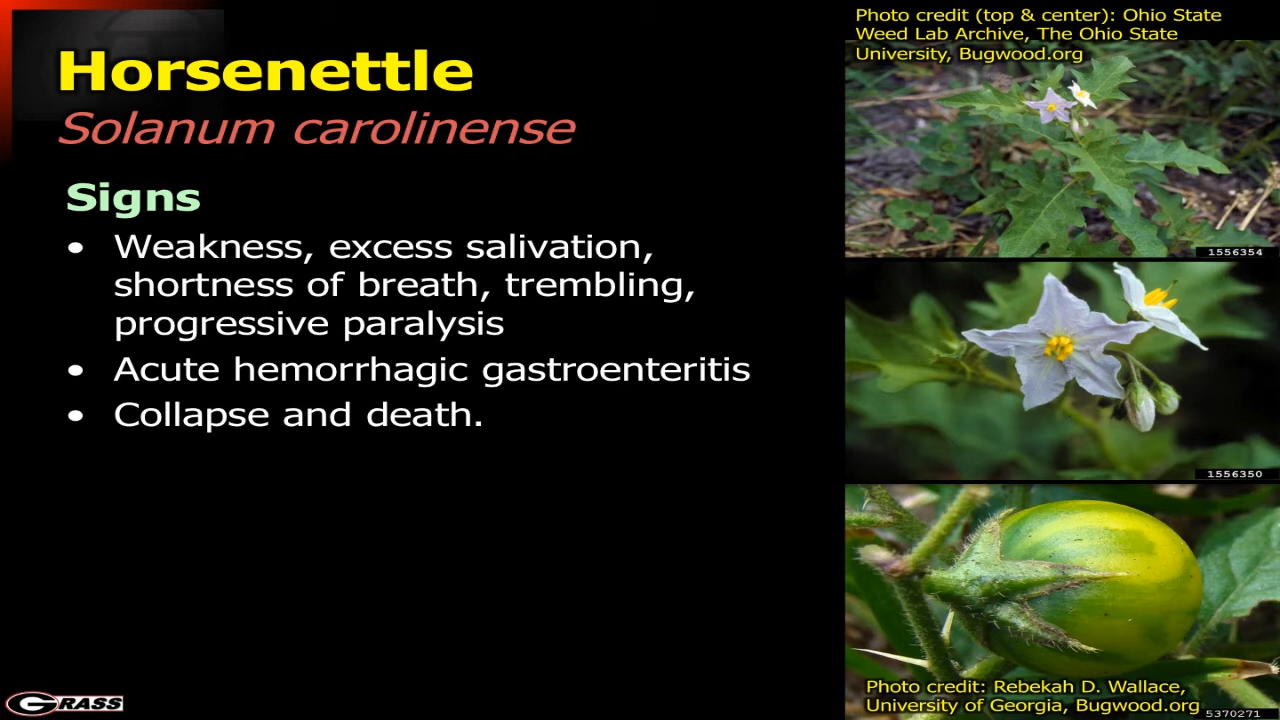 Horsenettle
Solanum carolinense
Signs
• Weakness, excess salivation,
shortness of breath, trembling,
progressive paralysis
• Acute hemorrhagic gastroenteritis
• Collapse and death.
Photo credit (top & center): Ohio State
Weed Lab Archive, The Ohio State
University, Bugwood.org
1556354
1556350
Photo credit: Rebekah D. Wallace,
University of Georgia, Bugwood.org
5370271
GRASS